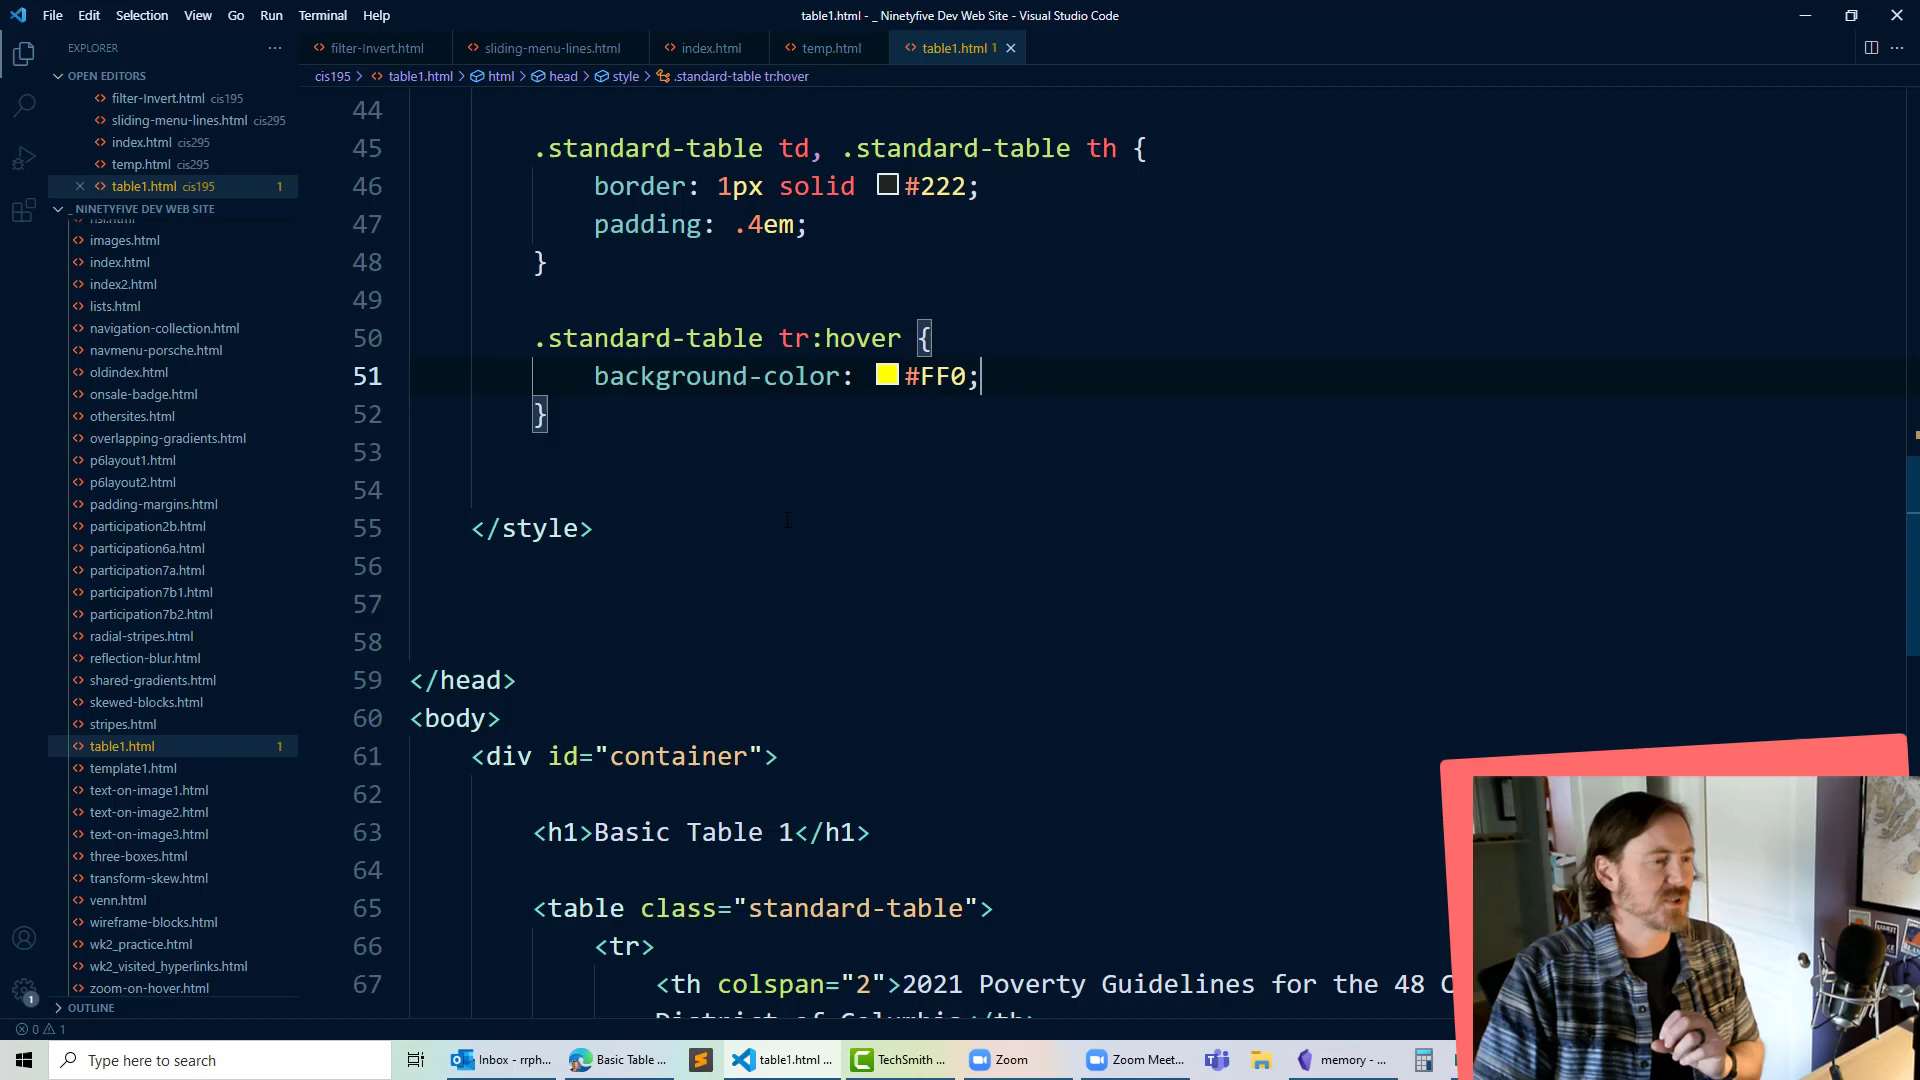 File Edit Selection View Go Run Terminal Help
table1.html - _ Ninetyfive Dev Web Site - Visual Studio Code
EXPLORER
OPEN EDITORS
filter-Invert.html cis195
sliding-menu-lines.html cis295
index.html cis295
temp.html cis295
table1.html cis195 1
_ NINETYFIVE DEV WEB SITE
images.html
index.html
index2.html
lists.html
navigation-collection.html
navmenu-porsche.html
oldindex.html
onsale-badge.html
othersites.html
overlapping-gradients.html
p6layout1.html
p6layout2.html
padding-margins.html
participation2b.html
participation6a.html
participation7a.html
participation7b1.html
participation7b2.html
radial-stripes.html
reflection-blur.html
shared-gradients.html
skewed-blocks.html
stripes.html
table1.html 1
template1.html
text-on-image1.html
text-on-image2.html
text-on-image3.html
three-boxes.html
transform-skew.html
venn.html
wireframe-blocks.html
wk2_practice.html
wk2_visited_hyperlinks.html
zoom-on-hover.html
OUTLINE
filter-Invert.html sliding-menu-lines.html index.html temp.html table1.html 1
cis195 > table1.html > html > head > style > .standard-table tr:hover
44
45 .standard-table td, .standard-table th {
46 border: 1px solid #222;
47 padding: .4em;
48 }
49
50 .standard-table tr:hover {
51 background-color: #FF0;
52 }
53
54
55 </style>
56
57
58
59 </head>
60 <body>
61 <div id="container">
62
63 <h1>Basic Table 1</h1>
64
65 <table class="standard-table">
66 <tr>
67 <th colspan="2">2021 Poverty Guidelines for the 48 C
District of Columbia</th>
0 1
1
Type here to search
Inbox - rrph...
Basic Table ...
table1.html ...
TechSmith ...
Zoom
Zoom Meet...
memory - ...